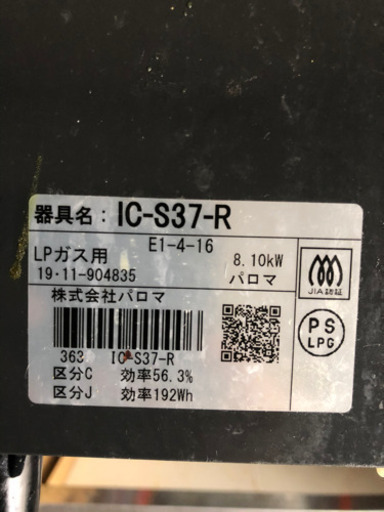 器具名： IC-S37-R
E1-4-16
LPガス用 8.10kW
19·11-904835 パロマ
株式会社パロマ
JIA認証
PS
LPG
363 IC-S37-R
区分C 効率56.3%
区分J 効率192Wh